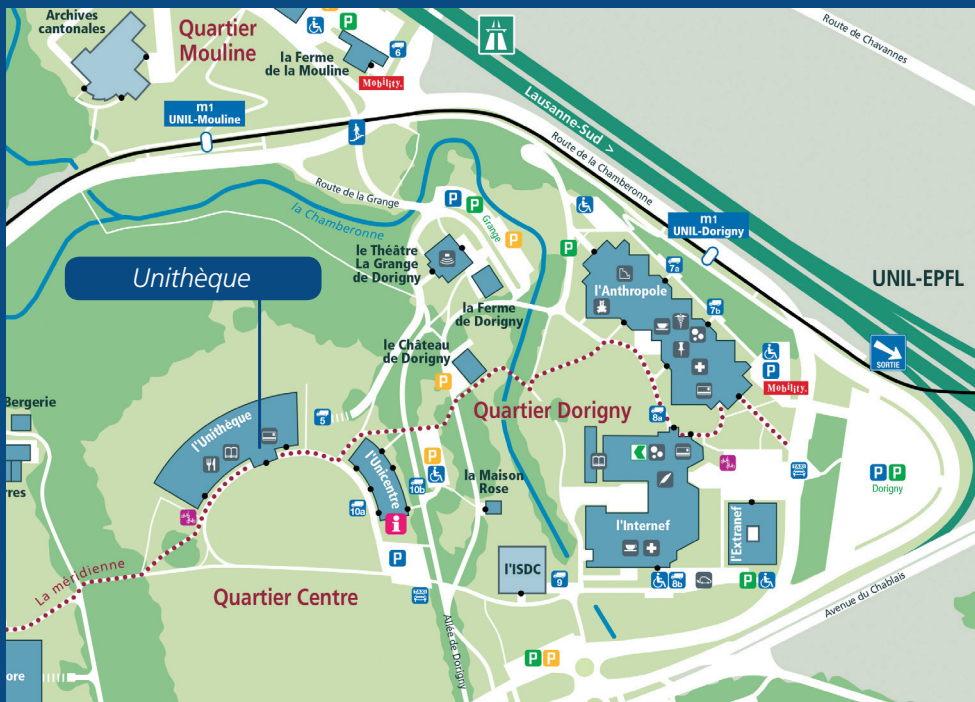 Archives
cantonales
Quartier
Mouline
P
P
la Ferme
de la Mouline
6
Mobility.
Route de Chavannes
m1
UNIL-Mouline
Lausanne-Sud >
Route de la Chamberonne
Route de la Grange
la Chamberonne
P
P
Grange
P
P
m1
UNIL-Dorigny
UNIL-EPFL
Unithèque
le Théâtre
La Grange
de Dorigny
7a
l'Anthropole
7b
la Ferme
de Dorigny
le Château
de Dorigny
P
P
SORTIE
Mobility.
Bergerie
5
Quartier Dorigny
8a
l'Unithèque
l'Unicentre
P
10b
la Maison
Rose
TAXI
P P
Dorigny
rres
10a
i
l'Internef
l'Extranef
La méridienne
P
l'ISDC
9
8b
P
TAXI
Quartier Centre
Avenue du Chablais
Allée de Dorigny
P P
ore